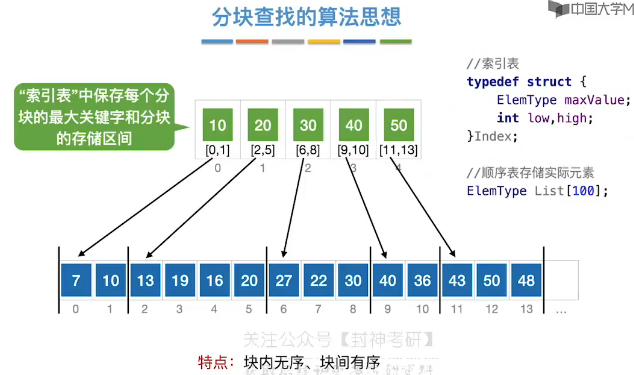 分块查找的算法思想
中国大学M
“索引表”中保存每个分
块的最大关键字和分块
的存储区间
10 20 30 40 50
[0,1] [2,5] [6,8] [9,10] [11,13]
0 1 2 3 4
//索引表
typedef struct {
ElemType maxValue;
int low,high;
}Index;
//顺序表存储实际元素
ElemType List[100];
7 10 13 19 16 20 27 22 30 40 36 43 50 48
0 1 2 3 4 5 6 7 8 9 10 11 12 13 ...
关注公众号【封神考研】
特点：块内无序、块间有序